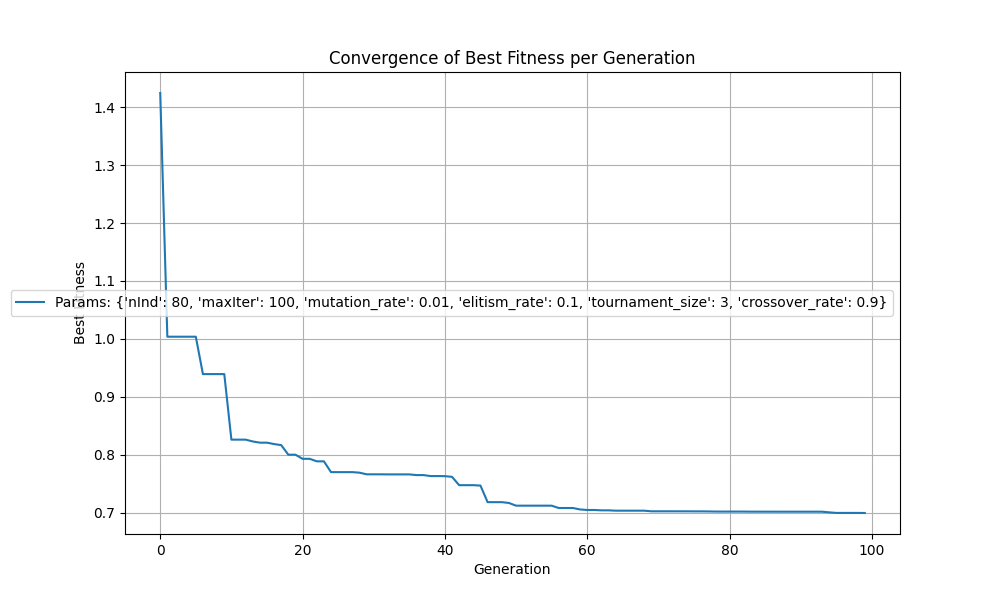 Convergence of Best Fitness per Generation
1.4
1.3
1.2
1.1
1.0
0.9
0.8
0.7
Best Fitness
Params: {'nInd': 80, 'maxIter': 100, 'mutation_rate': 0.01, 'elitism_rate': 0.1, 'tournament_size': 3, 'crossover_rate': 0.9}
0 20 40 60 80 100
Generation